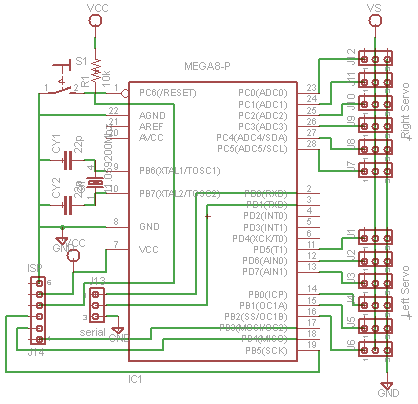 VCC
VS
S1
R1
10k
MEGA8-P
J12
1
2
1
PC6(/RESET)
PC0(ADC0)
23
PC1(ADC1)
24
J11
PC2(ADC2)
25
J10
PC3(ADC3)
26
J9
PC4(ADC4/SDA)
27
J8
PC5(ADC5/SCL)
28
J7
Right Servo
22
AGND
21
AREF
20
AVCC
CY1
22p
9
PB6(XTAL1/TOSC1)
CY2
22p
10
PB7(XTAL2/TOSC2)
PD0(RXD)
2
PD1(TXD)
3
PD2(INT0)
4
PD3(INT1)
5
PD4(XCK/T0)
6
PD5(T1)
11
J1
PD6(AIN0)
12
J2
PD7(AIN1)
13
J3
8
GND
GND
VCC
7
VCC
ISP
6
J13
1
3
serial
J14
GND
PB0(ICP)
14
PB1(OC1A)
15
J4
PB2(SS/OC1B)
16
J5
PB3(MOSI/OC2)
17
PB4(MISO)
18
PB5(SCK)
19
J6
Left Servo
IC1
GND